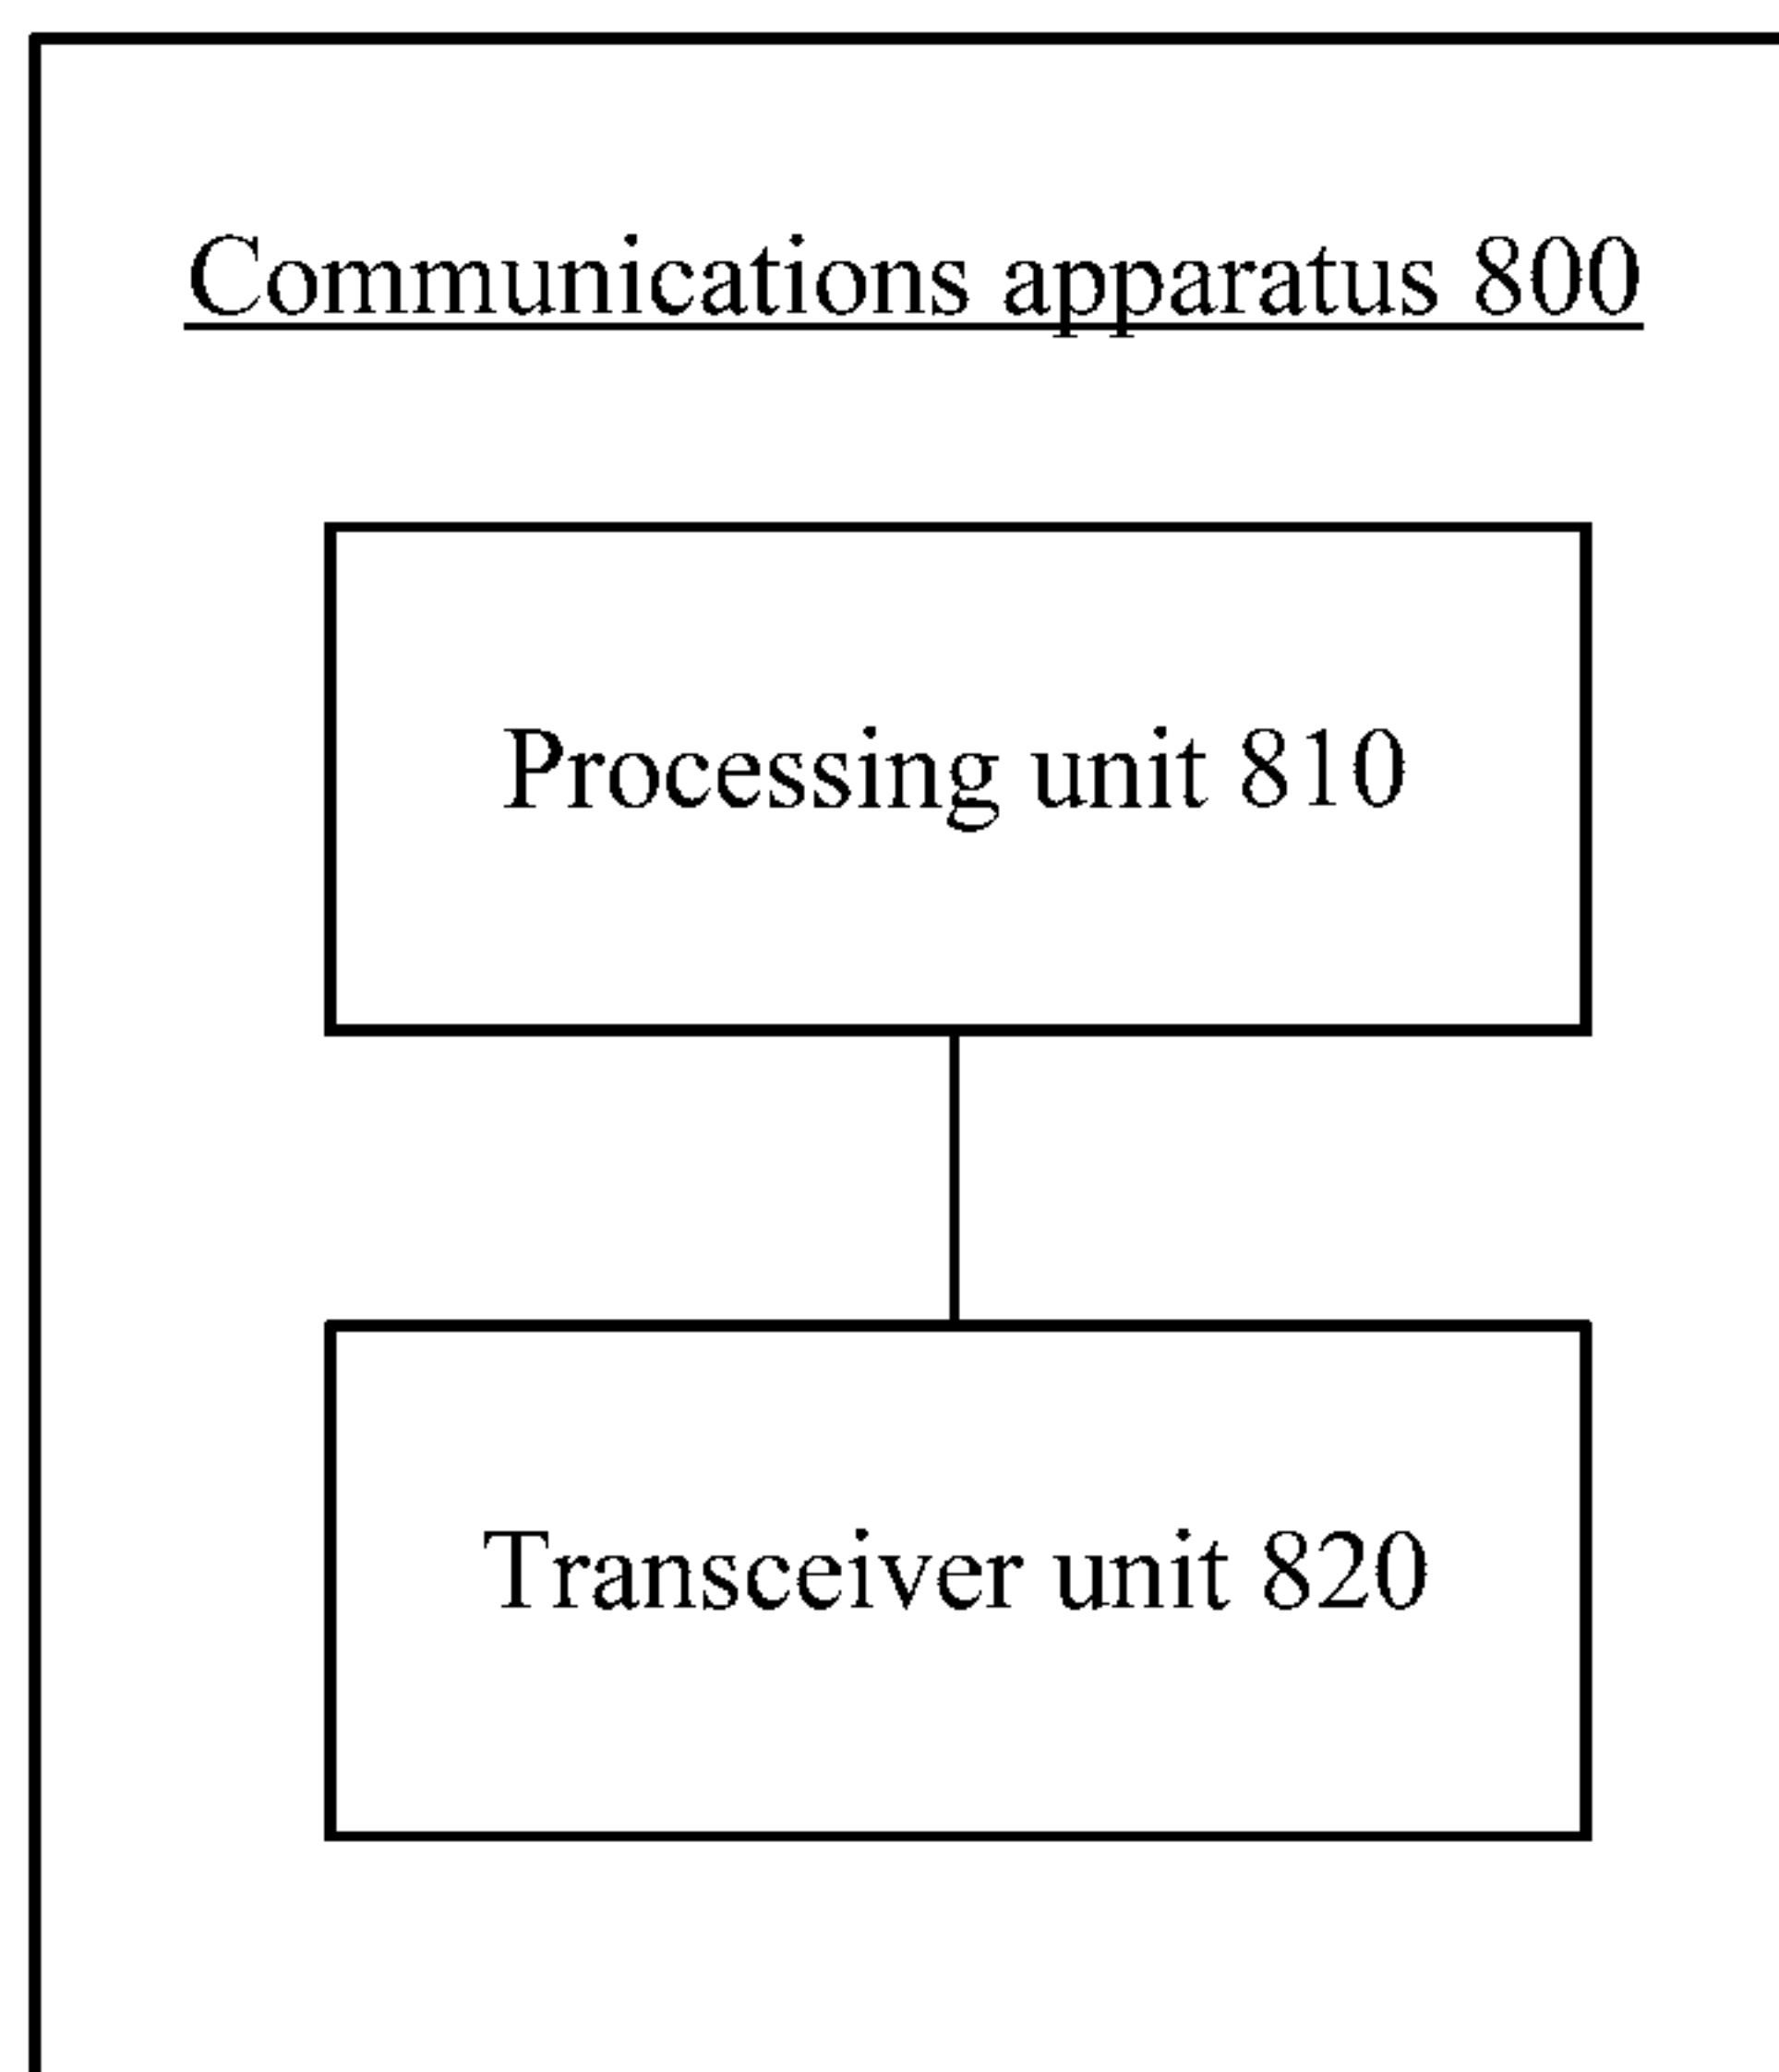 Communications apparatus 800
Processing unit 810
Transceiver unit 820